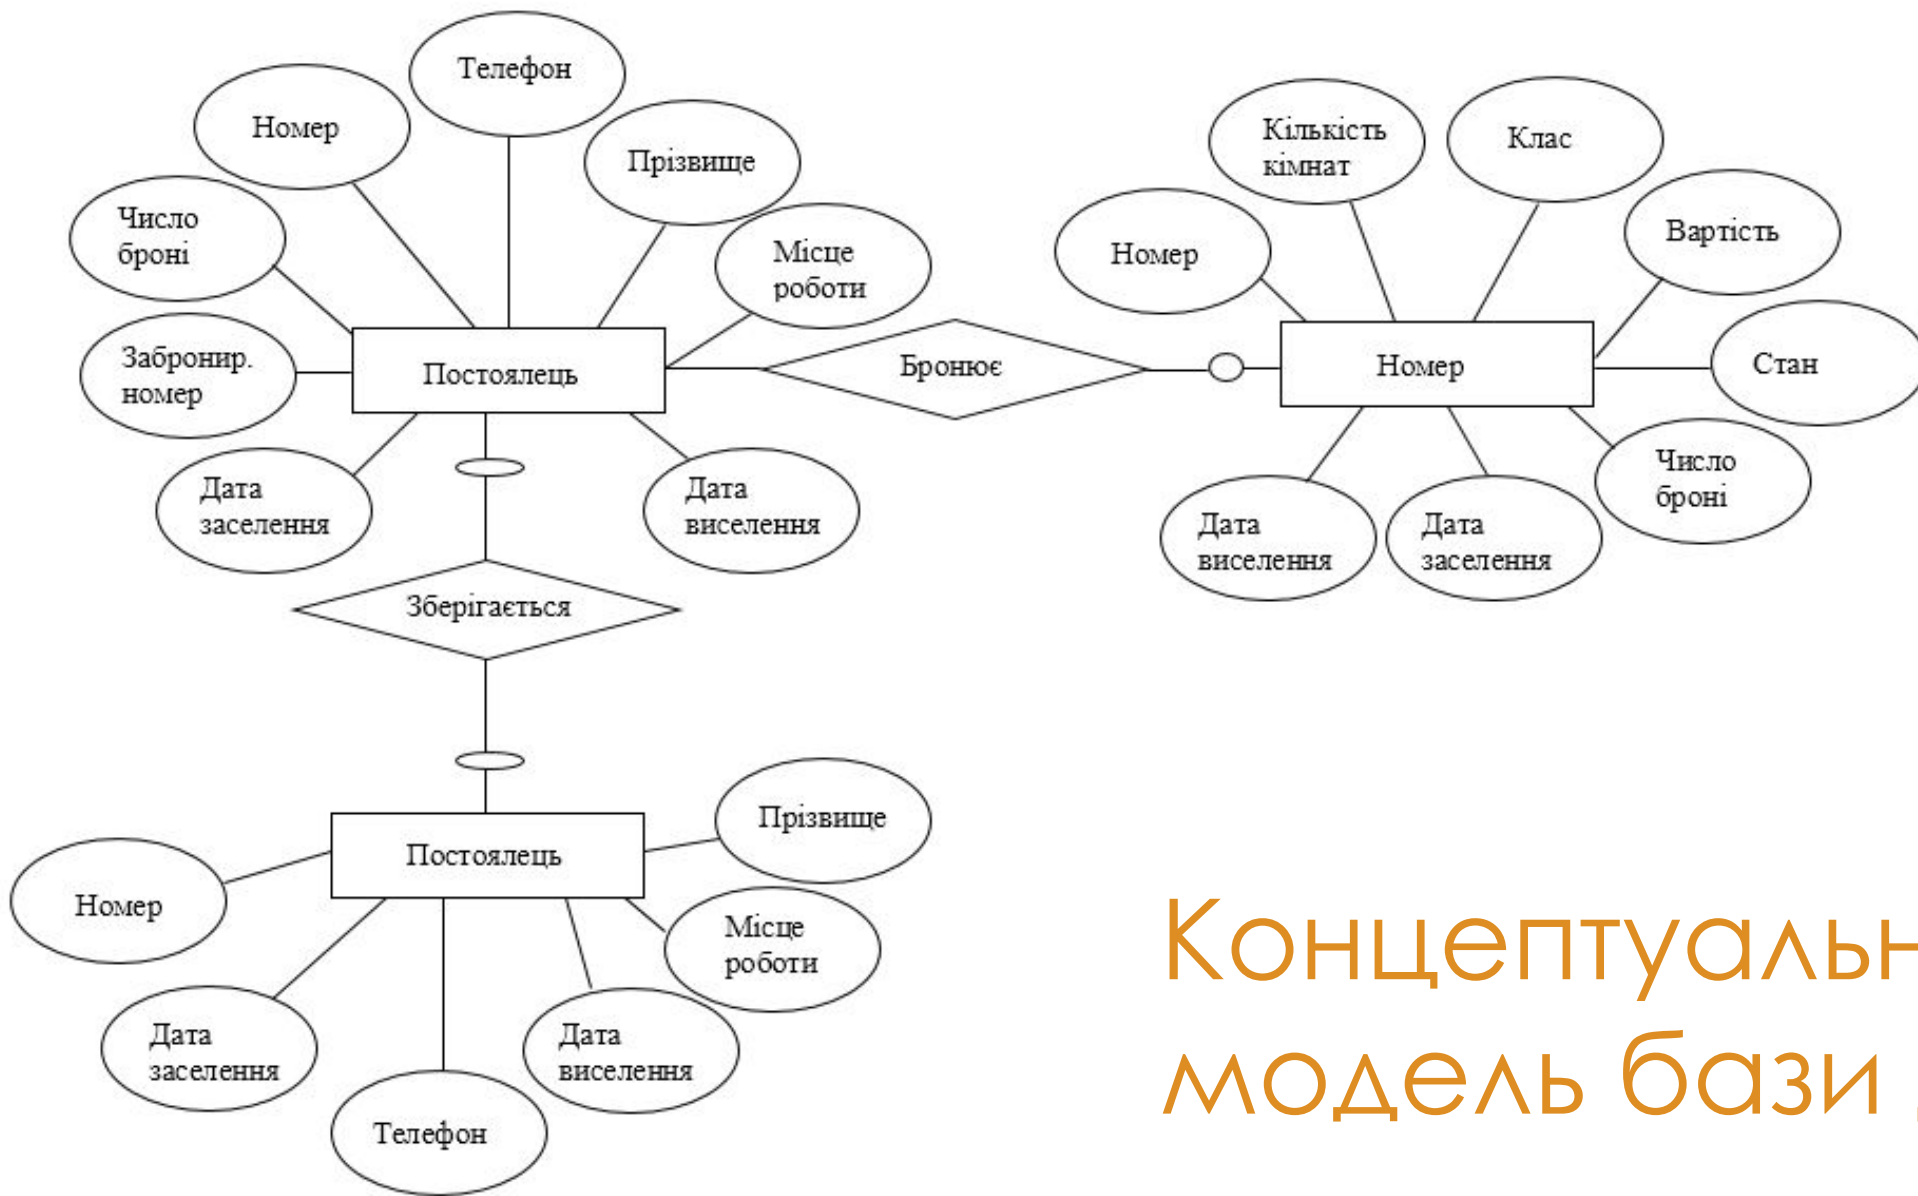 Телефон
Номер
Прізвище
Число
броні
Місце
роботи
Забронир.
номер
Постоялець
Дата
заселення
Дата
виселення
Бронює
Кількість
кімнат
Клас
Номер
Вартість
Номер
Стан
Число
броні
Дата
виселення
Дата
заселення
Зберігається
Прізвище
Постоялець
Номер
Місце
роботи
Дата
заселення
Дата
виселення
Телефон
Концептуальн
модель бази